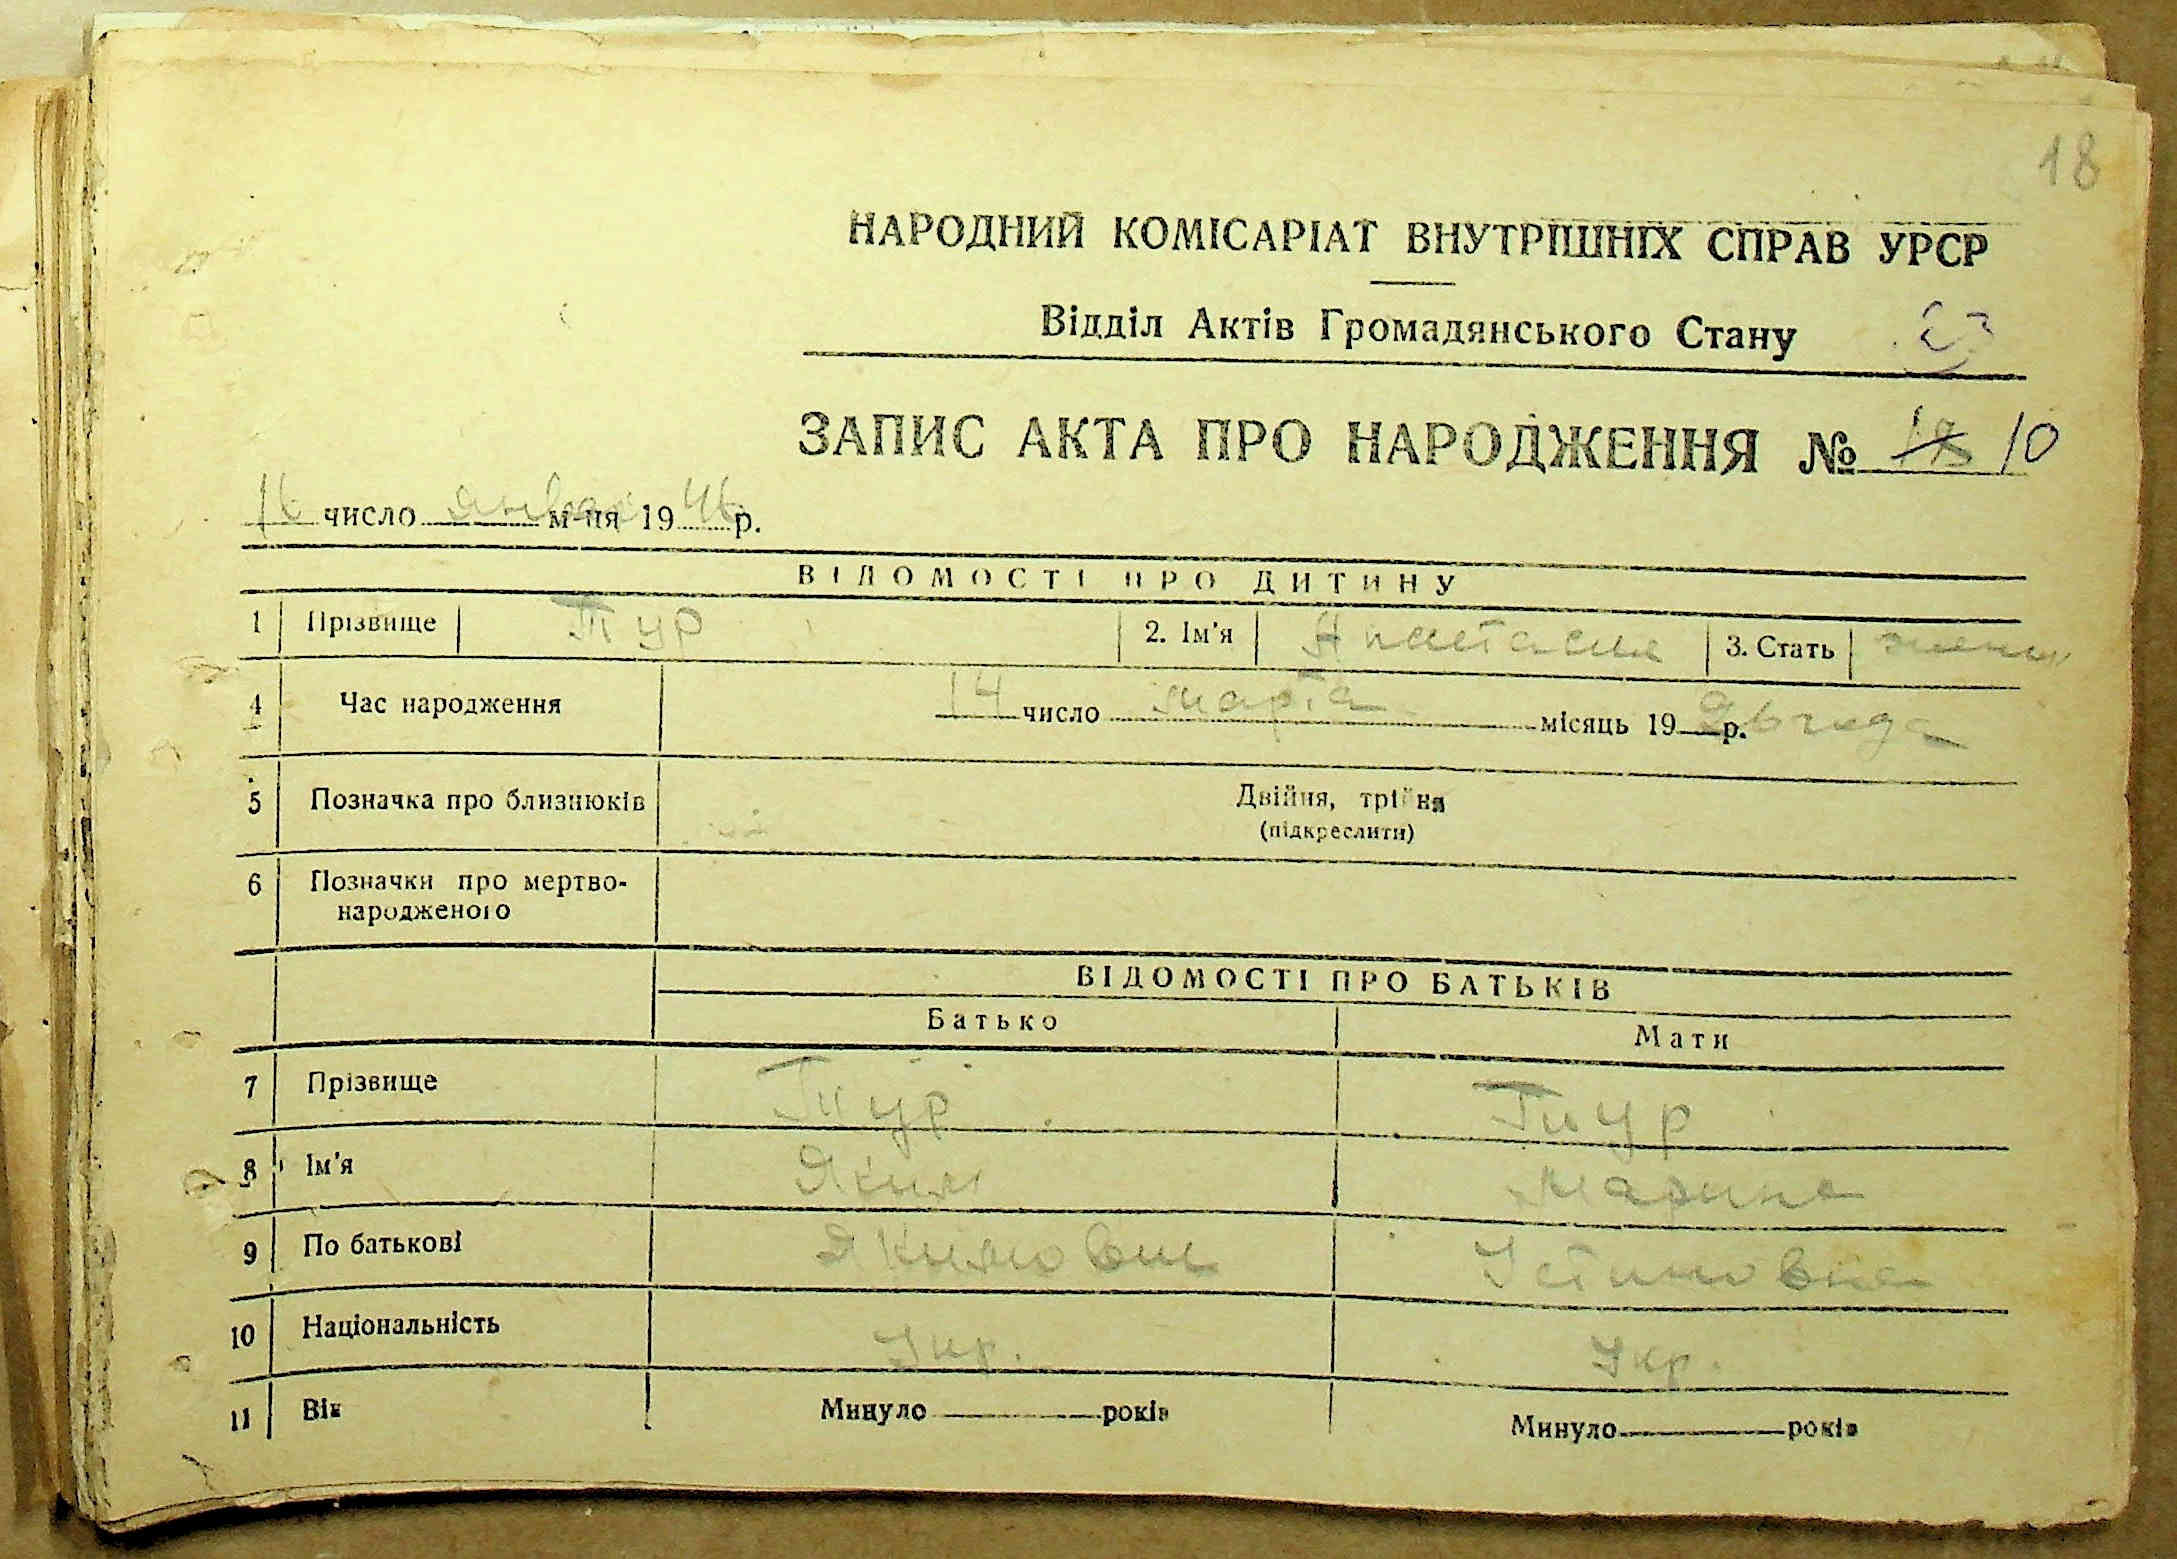 18
НАРОДНИЙ КОМІСАРІАТ ВНУТРІШНІХ СПРАВ УРСР
Відділ Актів Громадянського Стану
ЗАПИС АКТА ПРО НАРОДЖЕННЯ № 10
16 число января м-ця 1946 р.
ВІДОМОСТІ ПРО ДИТИНУ
1 Прізвище Тур 2. Ім'я 3. Стать
4 Час народження 14 число марта місяць 19 р. года
5 Позначка про близнюків Двійня, трійня
(підкреслити)
6 Позначки про мертво-
народженого
ВІДОМОСТІ ПРО БАТЬКІВ
Батько Мати
7 Прізвище Тур Тур
8 Ім'я Яким Марина
9 По батькові Якимович Устиновна
10 Національність Укр. Укр.
11 Вік Минуло років Минуло років